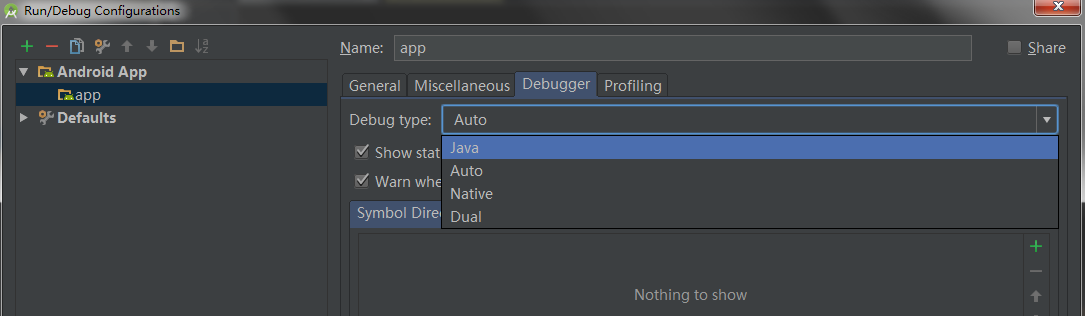 Run/Debug Configurations
Name: app
Share
Android App
app
Defaults
General Miscellaneous Debugger Profiling
Debug type: Auto
Java
Auto
Native
Dual
Show stat
Warn whe
Symbol Direc
Nothing to show